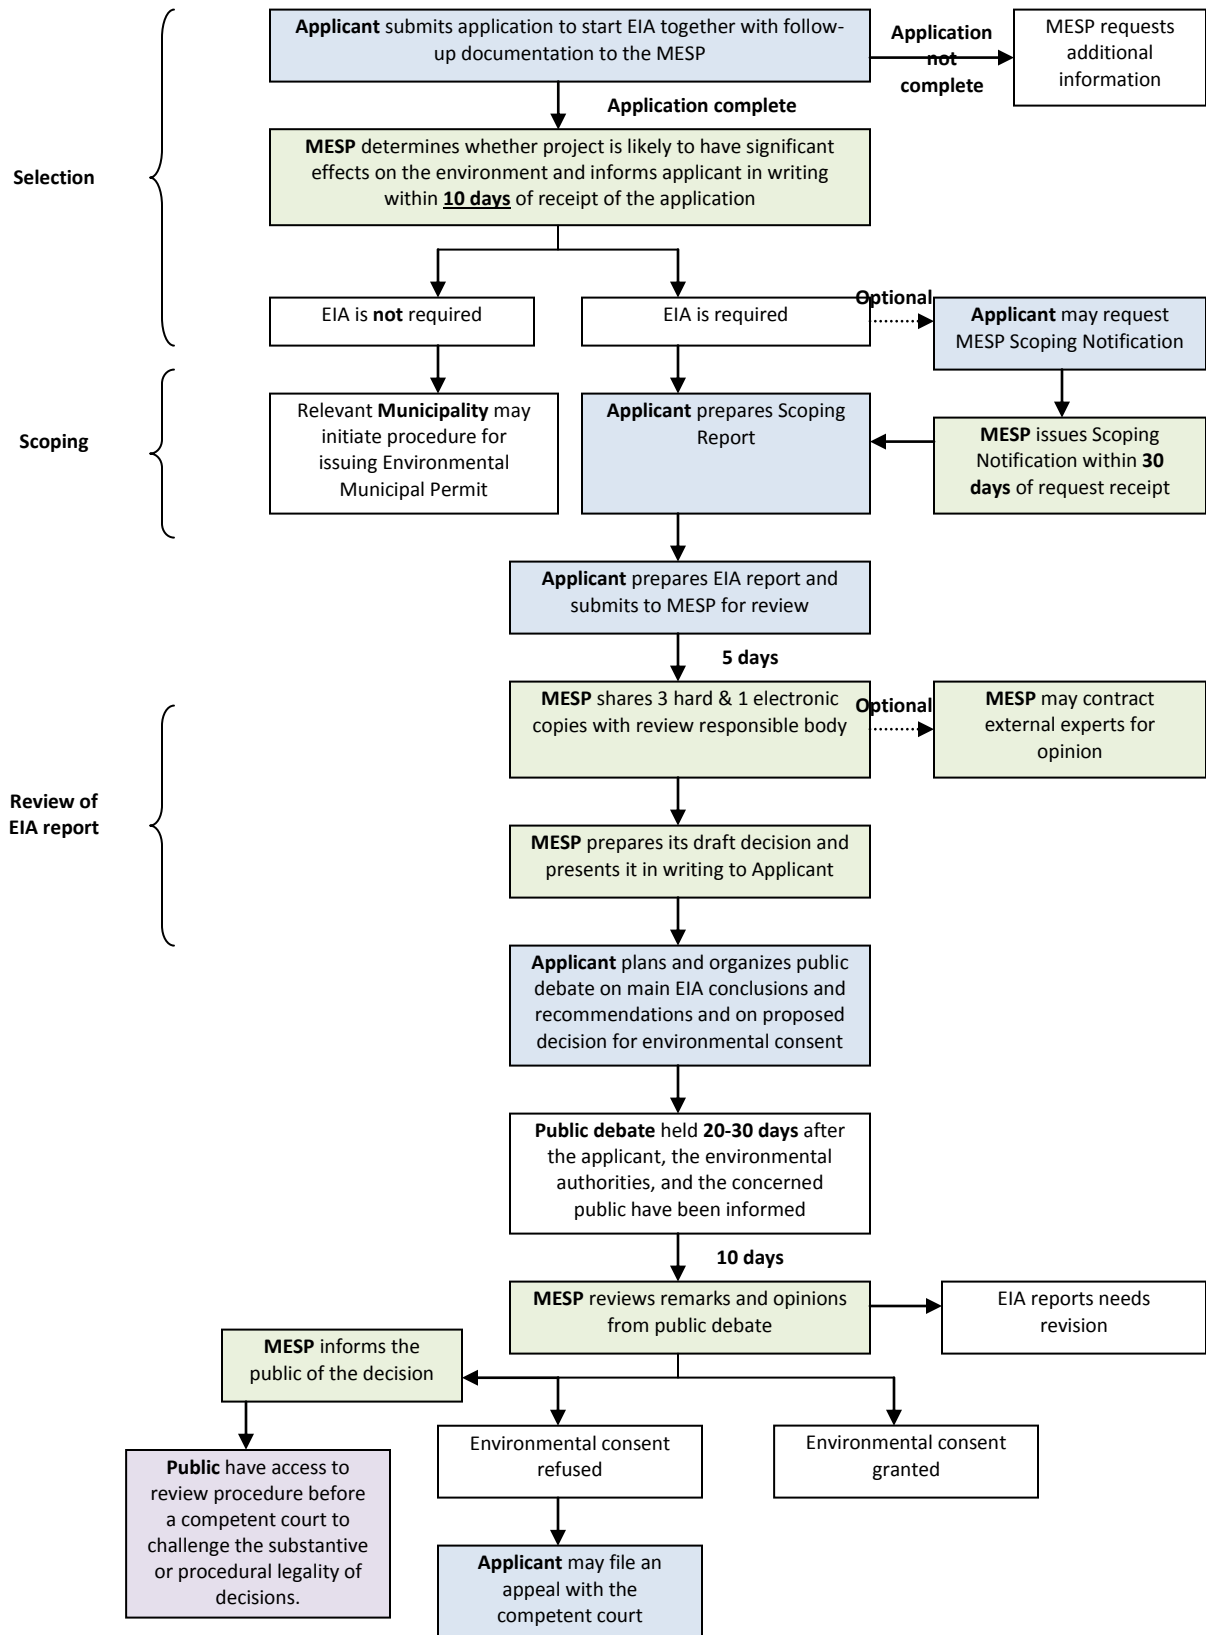 Applicant submits application to start EIA together with follow-
up documentation to the MESP
Application
not
complete
MESP requests
additional
information
Application complete
Selection
MESP determines whether project is likely to have significant
effects on the environment and informs applicant in writing
within 10 days of receipt of the application
EIA is not required
EIA is required
Optional
Applicant may request
MESP Scoping Notification
Scoping
Relevant Municipality may
initiate procedure for
issuing Environmental
Municipal Permit
Applicant prepares Scoping
Report
MESP issues Scoping
Notification within 30
days of request receipt
Applicant prepares EIA report and
submits to MESP for review
5 days
Review of
EIA report
MESP shares 3 hard & 1 electronic
copies with review responsible body
Optional
MESP may contract
external experts for
opinion
MESP prepares its draft decision and
presents it in writing to Applicant
Applicant plans and organizes public
debate on main EIA conclusions and
recommendations and on proposed
decision for environmental consent
Public debate held 20-30 days after
the applicant, the environmental
authorities, and the concerned
public have been informed
10 days
MESP reviews remarks and opinions
from public debate
EIA reports needs
revision
MESP informs the
public of the decision
Environmental consent
refused
Environmental consent
granted
Public have access to
review procedure before
a competent court to
challenge the substantive
or procedural legality of
decisions.
Applicant may file an
appeal with the
competent court